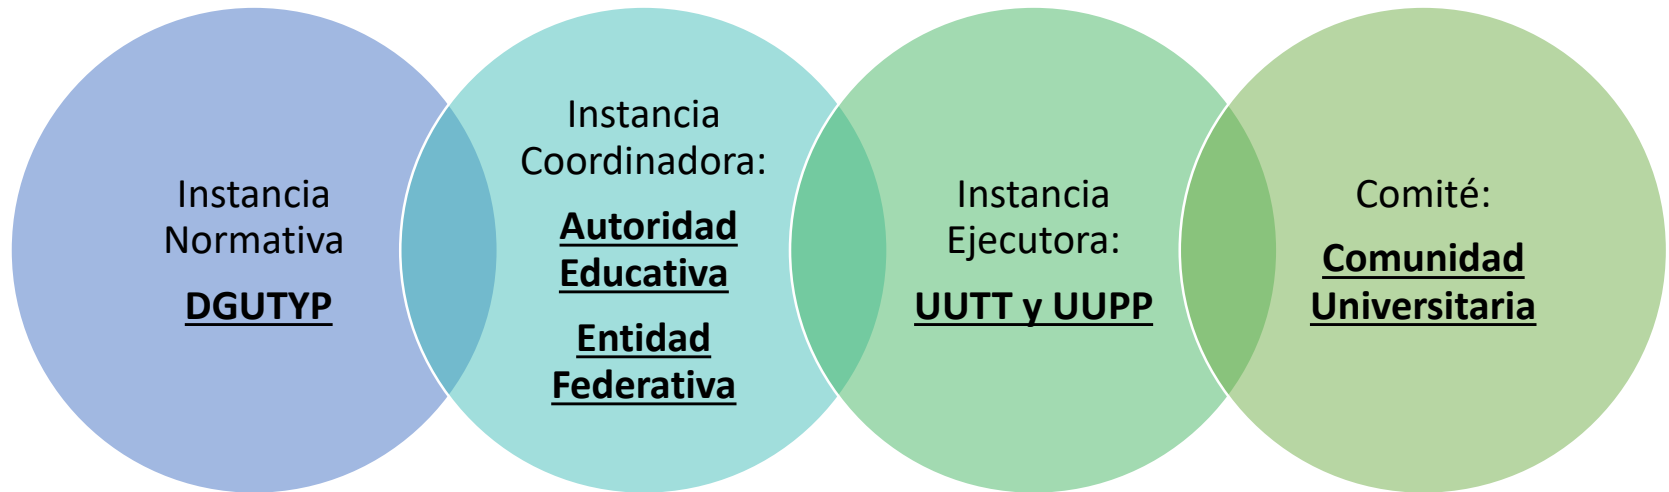 Instancia
Normativa
DGUTYP
Instancia
Coordinadora:
Autoridad
Educativa
Entidad
Federativa
Instancia
Ejecutora:
UUTT y UUPP
Comité:
Comunidad
Universitaria